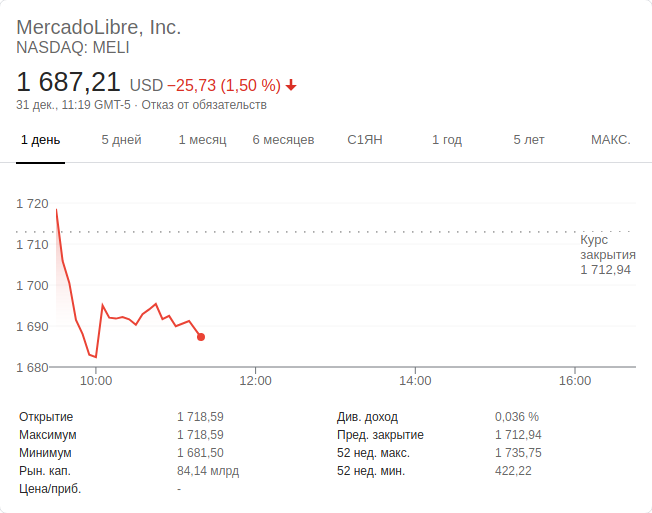 MercadoLibre, Inc.
NASDAQ: MELI
1 687,21 USD −25,73 (1,50 %)
31 дек., 11:19 GMT-5 · Отказ от обязательств
1 день 5 дней 1 месяц 6 месяцев С1ЯН 1 год 5 лет МАКС.
1 720
1 710
1 700
1 690
1 680
Курс
закрытия
1 712,94
10:00 12:00 14:00 16:00
Открытие 1 718,59 Див. доход 0,036 %
Максимум 1 718,59 Пред. закрытие 1 712,94
Минимум 1 681,50 52 нед. макс. 1 735,75
Рын. кап. 84,14 млрд 52 нед. мин. 422,22
Цена/приб. -